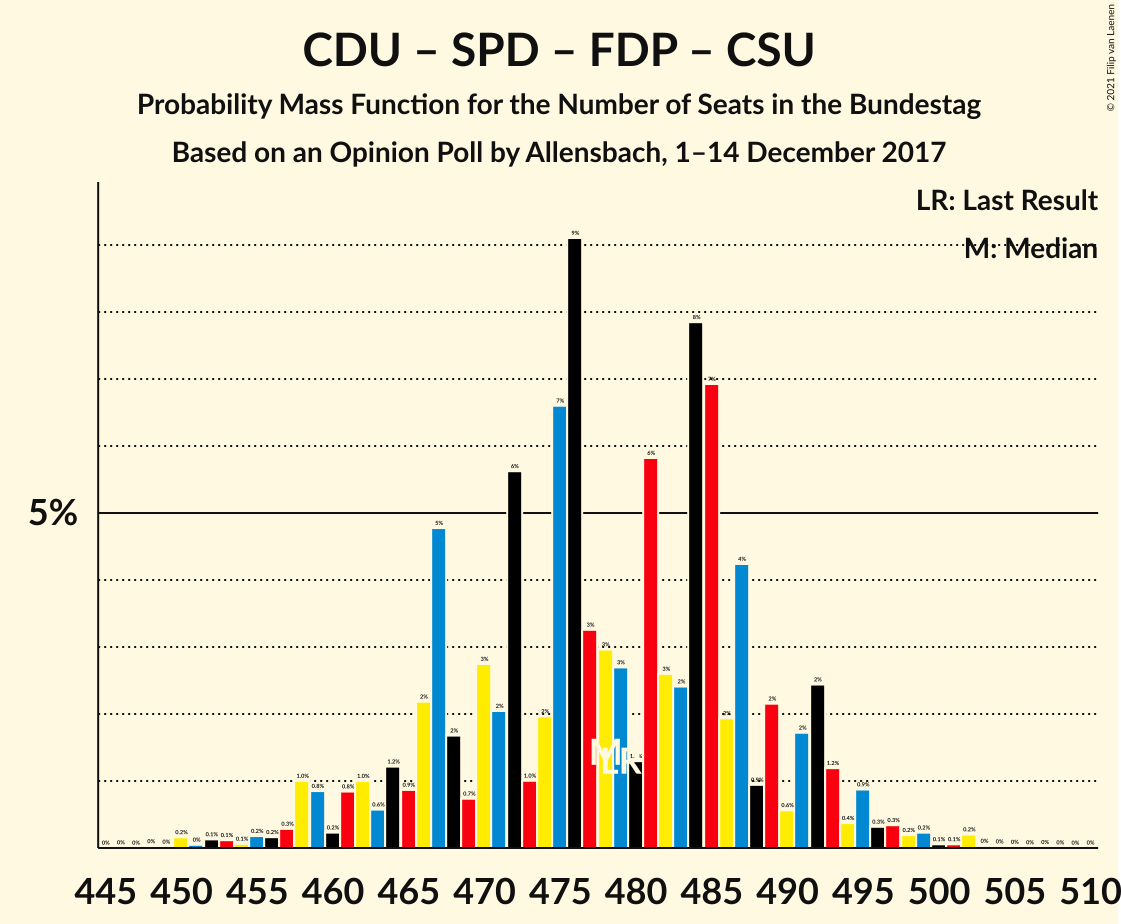 CDU – SPD – FDP – CSU
Probability Mass Function for the Number of Seats in the Bundestag
Based on an Opinion Poll by Allensbach, 1–14 December 2017
© 2021 Filip van Laenen
LR: Last Result
M: Median
5%
0% 0% 0% 0% 0% 0.2% 0% 0.1% 0.1% 0.1% 0.2% 0.2% 0.3% 1.0% 0.8% 0.2% 0.8% 1.0% 0.6% 1.2% 0.9% 2% 5% 2% 0.7% 3% 2% 6% 1.0% 2% 7% 9% 3% 3% 3% 6% 3% 2% 8% 7% 2% 4% 0.9% 2% 0.6% 2% 2% 1.2% 0.4% 0.9% 0.3% 0.3% 0.2% 0.2% 0.1% 0.1% 0.2% 0% 0% 0% 0% 0% 0% 0% 0%
M
LR
445 450 455 460 465 470 475 480 485 490 495 500 505 510